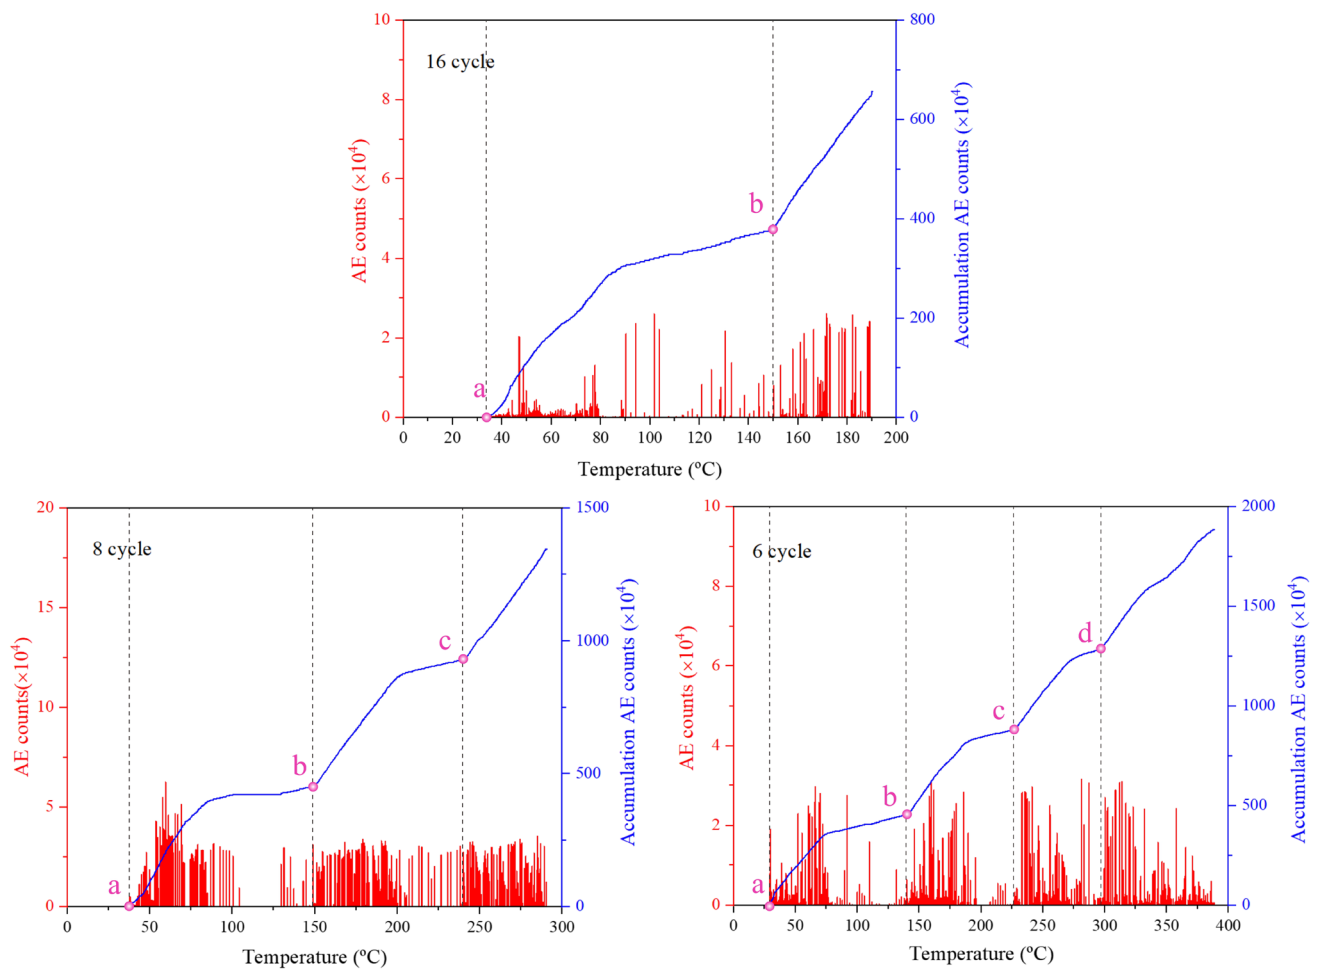 16 cycle
AE counts (×10⁴)
10
8
6
4
2
0
Accumulation AE counts (×10⁴)
800
600
400
200
0
a
b
0 20 40 60 80 100 120 140 160 180 200
Temperature (ºC)
8 cycle
AE counts(×10⁴)
20
15
10
5
0
Accumulation AE counts (×10⁴)
1500
1000
500
0
a
b
c
0 50 100 150 200 250 300
Temperature (ºC)
6 cycle
AE counts (×10⁴)
10
8
6
4
2
0
Accumulation AE counts (×10⁴)
2000
1500
1000
500
0
a
b
c
d
0 50 100 150 200 250 300 350 400
Temperature (ºC)